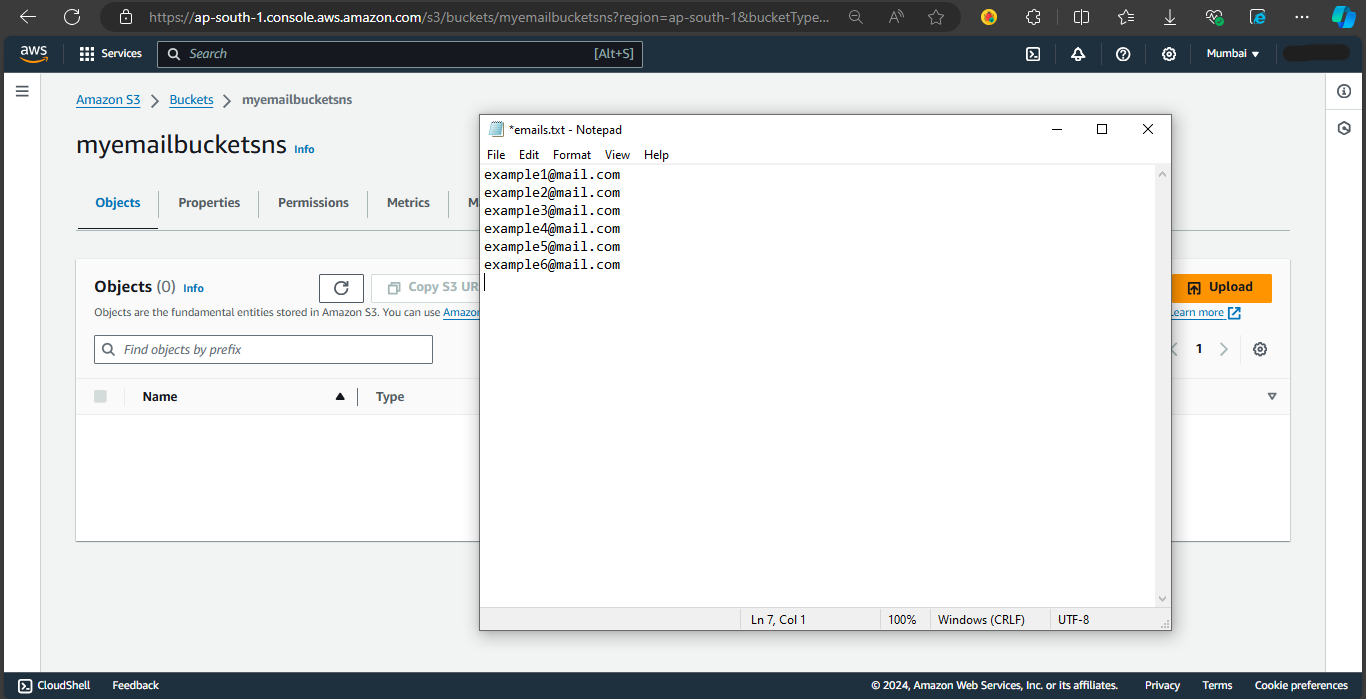 https://ap-south-1.console.aws.amazon.com/s3/buckets/myemailbucketsns?region=ap-south-1&bucketType...
aws
Services
Search
[Alt+S]
Mumbai
Amazon S3
Buckets
myemailbucketsns
myemailbucketsns Info
Objects
Properties
Permissions
Metrics
M
Objects (0) Info
Copy S3 UR
Upload
Objects are the fundamental entities stored in Amazon S3. You can use Amazon
Learn more
Find objects by prefix
1
Name
Type
*emails.txt - Notepad
File Edit Format View Help
example1@mail.com
example2@mail.com
example3@mail.com
example4@mail.com
example5@mail.com
example6@mail.com
Ln 7, Col 1
100%
Windows (CRLF)
UTF-8
CloudShell
Feedback
© 2024, Amazon Web Services, Inc. or its affiliates.
Privacy
Terms
Cookie preferences